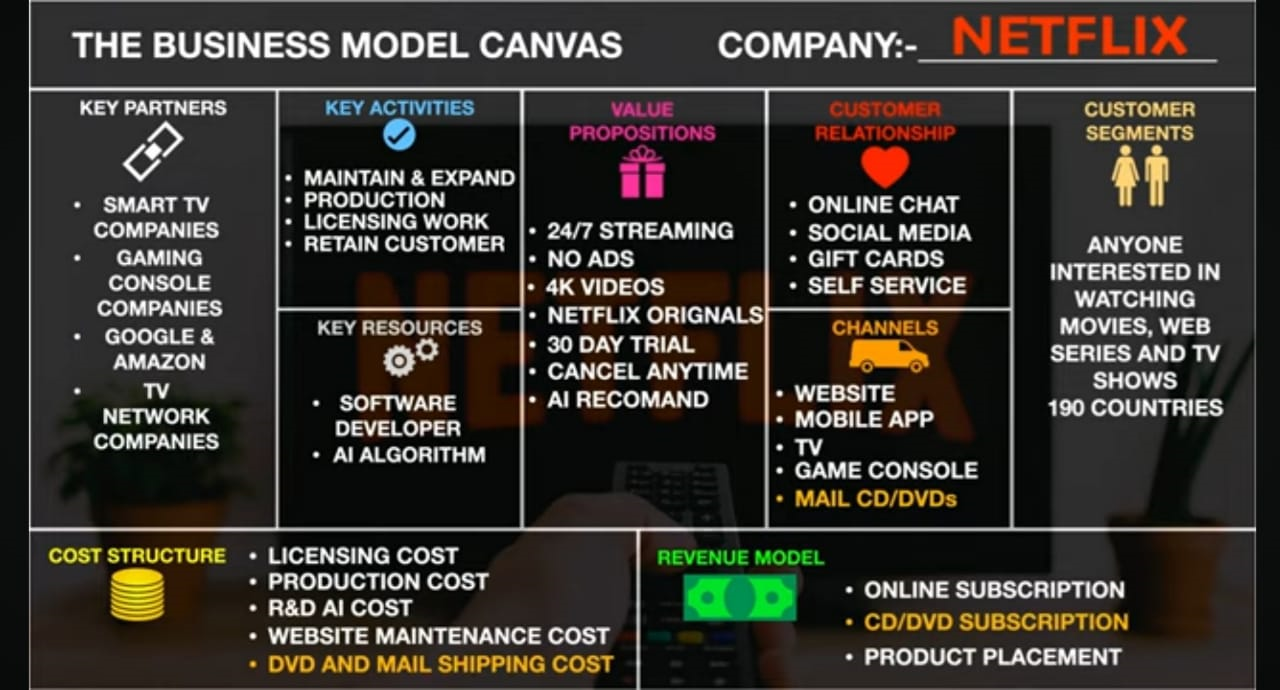 THE BUSINESS MODEL CANVAS
COMPANY:- NETFLIX
KEY PARTNERS
• SMART TV
COMPANIES
• GAMING
CONSOLE
COMPANIES
• GOOGLE &
AMAZON
• TV
NETWORK
COMPANIES
KEY ACTIVITIES
• MAINTAIN & EXPAND
• PRODUCTION
• LICENSING WORK
• RETAIN CUSTOMER
KEY RESOURCES
• SOFTWARE
DEVELOPER
• AI ALGORITHM
VALUE
PROPOSITIONS
• 24/7 STREAMING
• NO ADS
• 4K VIDEOS
• NETFLIX ORIGNALS
• 30 DAY TRIAL
• CANCEL ANYTIME
• AI RECOMAND
CUSTOMER
RELATIONSHIP
• ONLINE CHAT
• SOCIAL MEDIA
• GIFT CARDS
• SELF SERVICE
CHANNELS
• WEBSITE
• MOBILE APP
• TV
• GAME CONSOLE
• MAIL CD/DVDs
CUSTOMER
SEGMENTS
ANYONE
INTERESTED IN
WATCHING
MOVIES, WEB
SERIES AND TV
SHOWS
190 COUNTRIES
COST STRUCTURE
• LICENSING COST
• PRODUCTION COST
• R&D AI COST
• WEBSITE MAINTENANCE COST
• DVD AND MAIL SHIPPING COST
REVENUE MODEL
• ONLINE SUBSCRIPTION
• CD/DVD SUBSCRIPTION
• PRODUCT PLACEMENT
NETFLIX